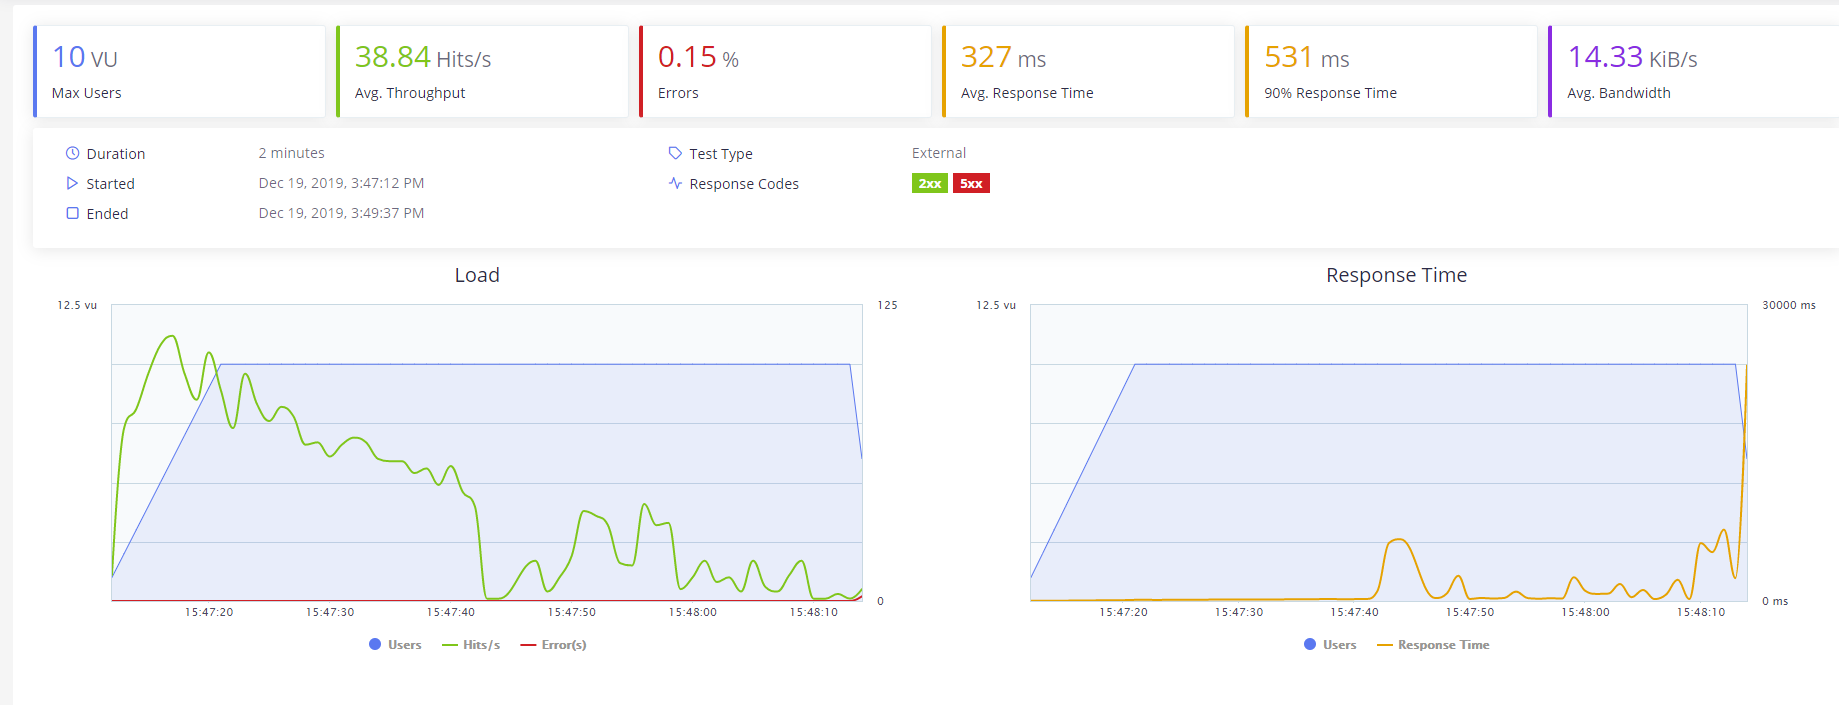 10 VU
Max Users
38.84 Hits/s
Avg. Throughput
0.15 %
Errors
327 ms
Avg. Response Time
531 ms
90% Response Time
14.33 KiB/s
Avg. Bandwidth
Duration 2 minutes
Started Dec 19, 2019, 3:47:12 PM
Ended Dec 19, 2019, 3:49:37 PM
Test Type External
Response Codes 2xx 5xx
Load
12.5 vu 125
0
15:47:20 15:47:30 15:47:40 15:47:50 15:48:00 15:48:10
Users Hits/s Error(s)
Response Time
12.5 vu 30000 ms
0 ms
15:47:20 15:47:30 15:47:40 15:47:50 15:48:00 15:48:10
Users Response Time